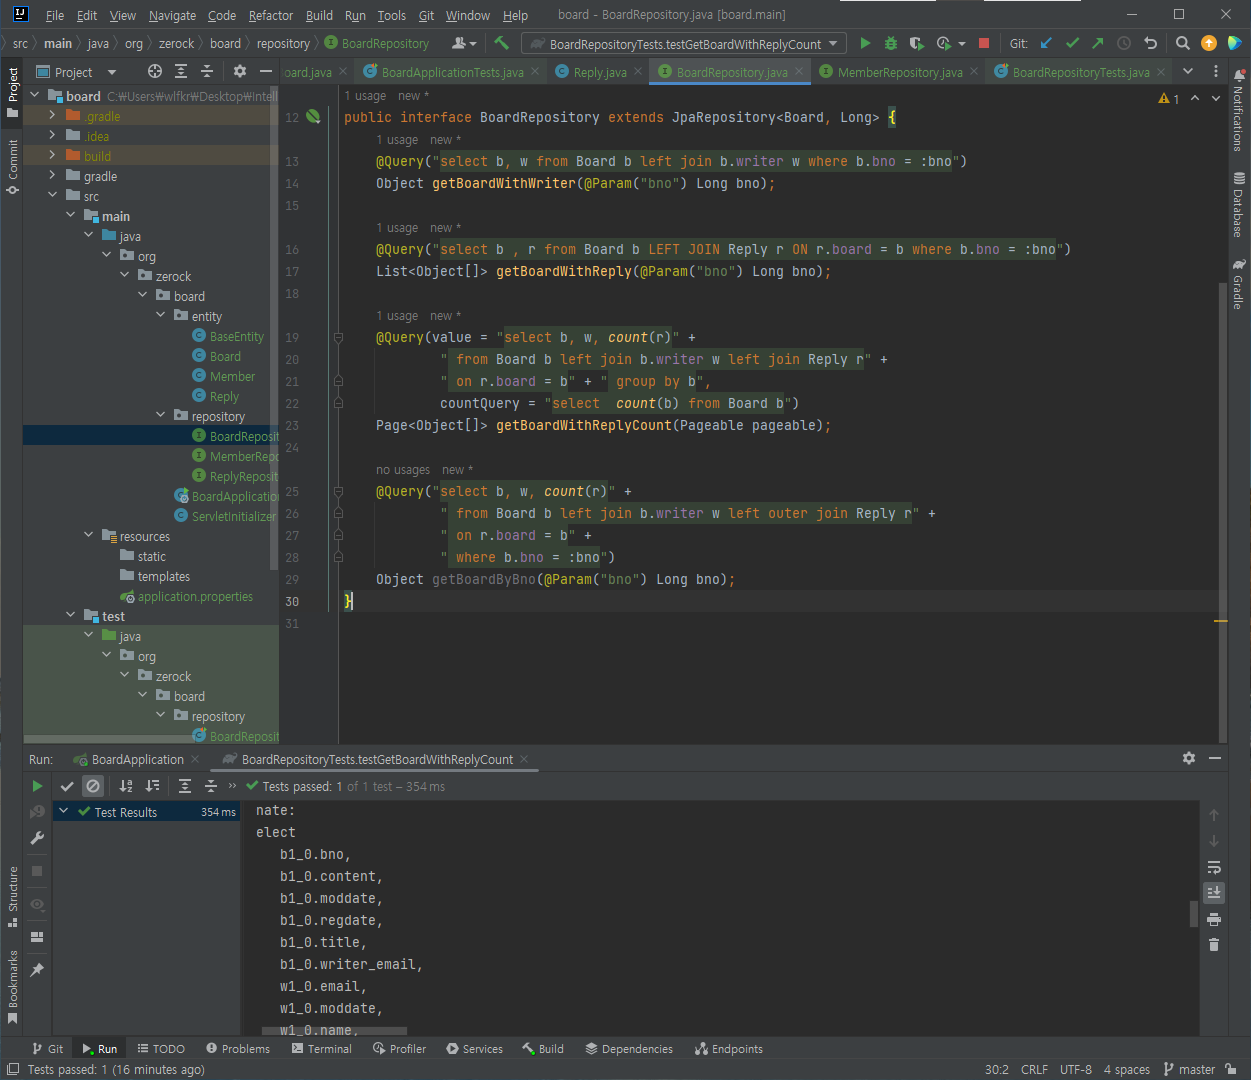 File Edit View Navigate Code Refactor Build Run Tools Git Window Help board - BoardRepository.java [board.main]
src main java org zerock board repository BoardRepository BoardRepositoryTests.testGetBoardWithReplyCount Git:
Project
oard.java BoardApplicationTests.java Reply.java BoardRepository.java MemberRepository.java BoardRepositoryTests.java
Project
Commit
Structure
Bookmarks
Notifications
Database
Gradle
board C:₩Users₩wlfkr₩Desktop₩Intell
.gradle
.idea
build
gradle
src
main
java
org
zerock
board
entity
BaseEntity
Board
Member
Reply
repository
BoardReposit
MemberRepo
ReplyReposit
BoardApplication
ServletInitializer
resources
static
templates
application.properties
test
java
org
zerock
board
repository
BoardReposit
1
1 usage new *
12 public interface BoardRepository extends JpaRepository<Board, Long> {
1 usage new *
13 @Query("select b, w from Board b left join b.writer w where b.bno = :bno")
14 Object getBoardWithWriter(@Param("bno") Long bno);
15
1 usage new *
16 @Query("select b , r from Board b LEFT JOIN Reply r ON r.board = b where b.bno = :bno")
17 List<Object[]> getBoardWithReply(@Param("bno") Long bno);
18
1 usage new *
19 @Query(value = "select b, w, count(r)" +
20 " from Board b left join b.writer w left join Reply r" +
21 " on r.board = b" + " group by b",
22 countQuery = "select  count(b) from Board b")
23 Page<Object[]> getBoardWithReplyCount(Pageable pageable);
24
no usages new *
25 @Query("select b, w, count(r)" +
26 " from Board b left join b.writer w left outer join Reply r" +
27 " on r.board = b" +
28 " where b.bno = :bno")
29 Object getBoardByBno(@Param("bno") Long bno);
30 }
31
Run: BoardApplication BoardRepositoryTests.testGetBoardWithReplyCount
Tests passed: 1 of 1 test – 354 ms
Test Results 354 ms
nate:
elect
b1_0.bno,
b1_0.content,
b1_0.moddate,
b1_0.regdate,
b1_0.title,
b1_0.writer_email,
w1_0.email,
w1_0.moddate,
w1_0.name,
Git Run TODO Problems Terminal Profiler Services Build Dependencies Endpoints
Tests passed: 1 (16 minutes ago) 30:2 CRLF UTF-8 4 spaces master